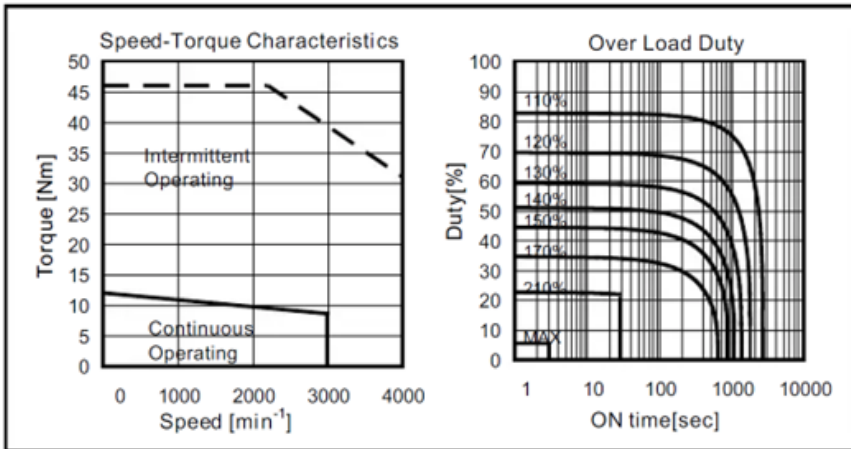 Speed-Torque Characteristics
50
45
40
35
30
25
20
15
10
5
0
Torque [Nm]
Intermittent
Operating
Continuous
Operating
0 1000 2000 3000 4000
Speed [min-1]
Over Load Duty
100
90
80
70
60
50
40
30
20
10
0
Duty[%]
110%
120%
130%
140%
150%
170%
210%
MAX
1 10 100 1000 10000
ON time[sec]